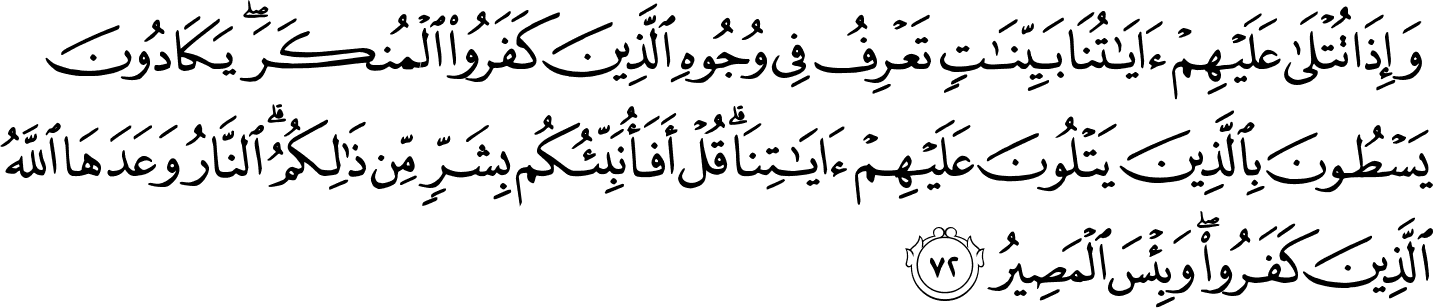 وَإِذَا تُتْلَىٰ عَلَيْهِمْ ءَايَـٰتُنَا بَيِّنَـٰتٍ تَعْرِفُ فِى وُجُوهِ ٱلَّذِينَ كَفَرُوا۟ ٱلْمُنكَرَ ۖ يَكَادُونَ
يَسْطُونَ بِٱلَّذِينَ يَتْلُونَ عَلَيْهِمْ ءَايَـٰتِنَا ۗ قُلْ أَفَأُنَبِّئُكُم بِشَرٍّ مِّن ذَٰلِكُمُ ۗ ٱلنَّارُ وَعَدَهَا ٱللَّهُ
ٱلَّذِينَ كَفَرُوا۟ ۖ وَبِئْسَ ٱلْمَصِيرُ ٧٢